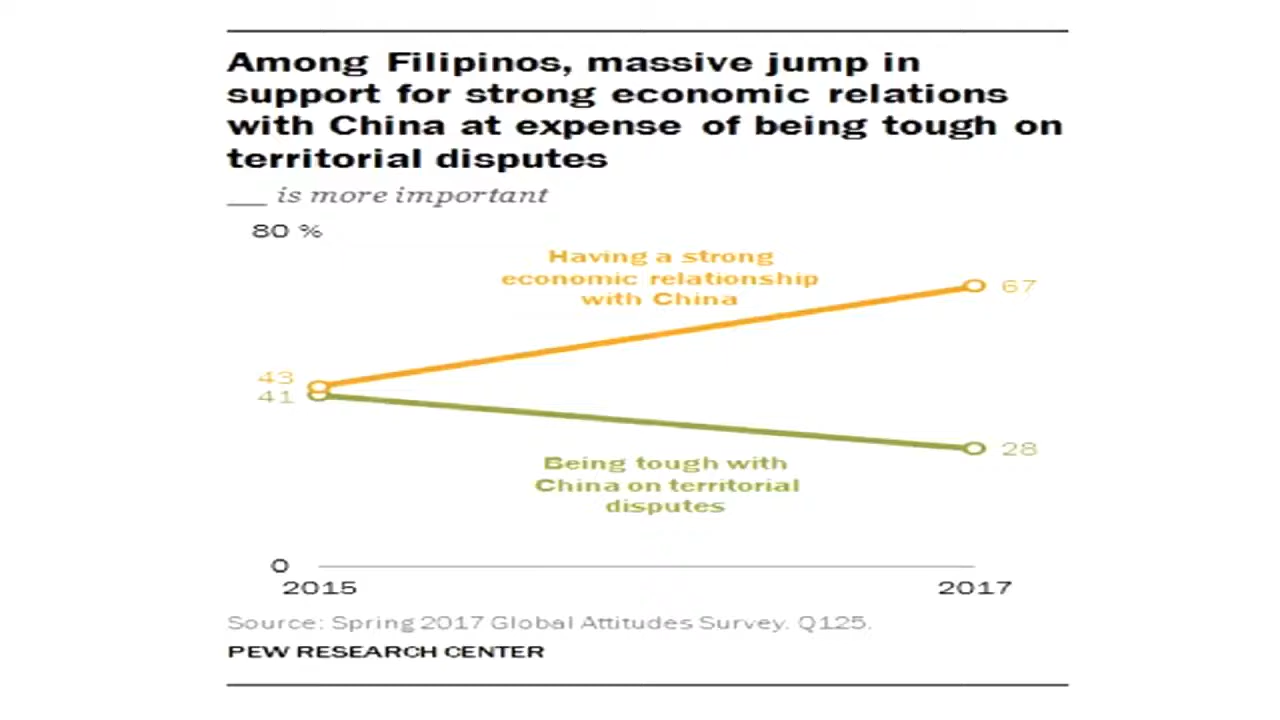 Among Filipinos, massive jump in
support for strong economic relations
with China at expense of being tough on
territorial disputes
__ is more important
80 %
Having a strong
economic relationship
with China
67
43
41
28
Being tough with
China on territorial
disputes
0
2015
2017
Source: Spring 2017 Global Attitudes Survey. Q125.
PEW RESEARCH CENTER